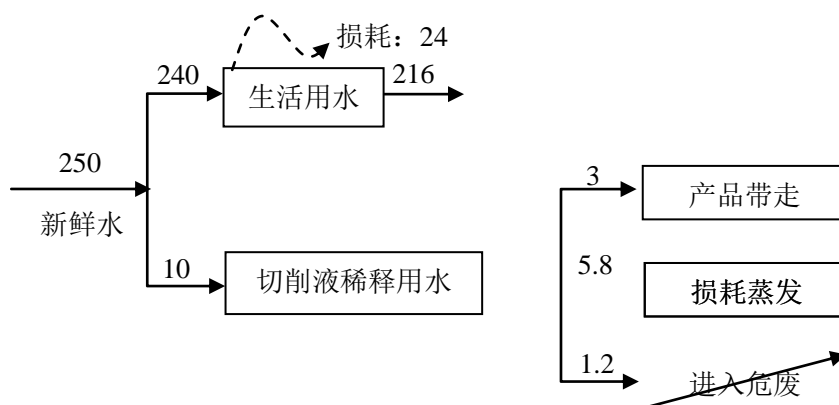 损耗：24
240
生活用水
216
250
新鲜水
10
切削液稀释用水
3
产品带走
5.8
损耗蒸发
1.2
进入危废